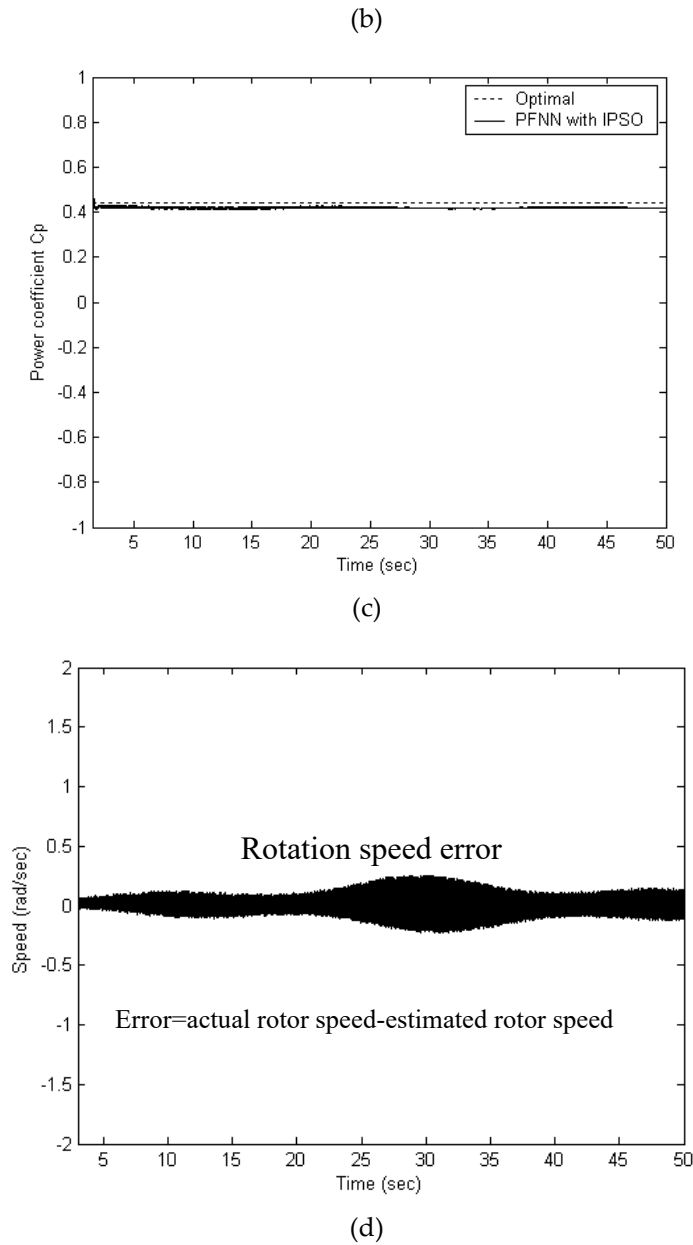 (b)
1
Optimal
PFNN with IPSO
0.8
0.6
0.4
0.2
0
-0.2
-0.4
-0.6
-0.8
-1
Power coefficient Cp
5 10 15 20 25 30 35 40 45 50
Time (sec)
(c)
2
1.5
1
0.5
0
-0.5
-1
-1.5
-2
Speed (rad/sec)
Rotation speed error
Error=actual rotor speed-estimated rotor speed
5 10 15 20 25 30 35 40 45 50
Time (sec)
(d)